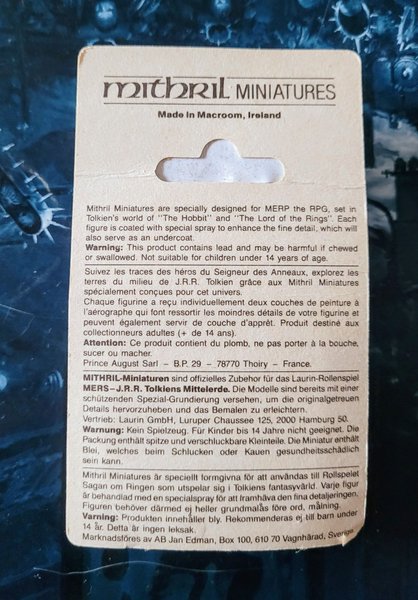 mithril MINIATURES
Made in Macroom, Ireland
Mithril Miniatures are specially designed for MERP the RPG, set in
Tolkien's world of "The Hobbit" and "The Lord of the Rings". Each
figure is coated with special spray to enhance the fine detail, which will
also serve as an undercoat.
Warning: This product contains lead and may be harmful if chewed
or swallowed. Not suitable for children under 14 years of age.
Suivez les traces des héros du Seigneur des Anneaux, explorez les
terres du milieu de J.R.R. Tolkien grâce aux Mithril Miniatures
spécialement conçues pour cet univers.
Chaque figurine a reçu individuellement deux couches de peinture à
l'aérographe qui font ressortir les moindres détails de votre figurine et
peuvent également servir de couche d'apprêt. Produit destiné aux
collectionneurs adultes (+ de 14 ans).
Attention: Ce produit contient du plomb, ne pas porter à la bouche,
sucer ou macher.
Prince August Sarl – B.P. 29 – 78770 Thoiry – France.
MITHRIL-Miniaturen sind offizielles Zubehör für das Laurin-Rollenspiel
MERS–J.R.R. Tolkiens Mittelerde. Die Modelle sind bereits mit einer
schützenden Spezial-Grundierung versehen, um die originalgetreuen
Details hervorzuheben und das Bemalen zu erleichtern.
Vertrieb: Laurin GmbH, Luruper Chaussee 125, 2000 Hamburg 50.
Warnung: Kein Spielzeug. Für Kinder bis 14 Jahre nicht geeignet. Die
Packung enthält spitze und verschluckbare Kleinteile. Die Miniatur enthält
Blei, welches beim Schlucken oder Kauen gesundheitsschädlich
sein kann.
Mithril Miniatures är speciellt formgivna för att användas till Rollspelet
Sagan om Ringen som utspelar sig i Tolkiens fantasyvärld. Varje figur
är behandlad med en specialspray för att framhäva den fina detaljeringen.
Figuren behöver därmed ej heller grundmålas före ord, målning.
Varning: Produkten innehåller bly. Rekommenderas ej till barn under
14 år. Detta är ingen leksak.
Marknadsföres av AB Jan Edman, Box 100, 610 70 Vagnhärad, Sverige